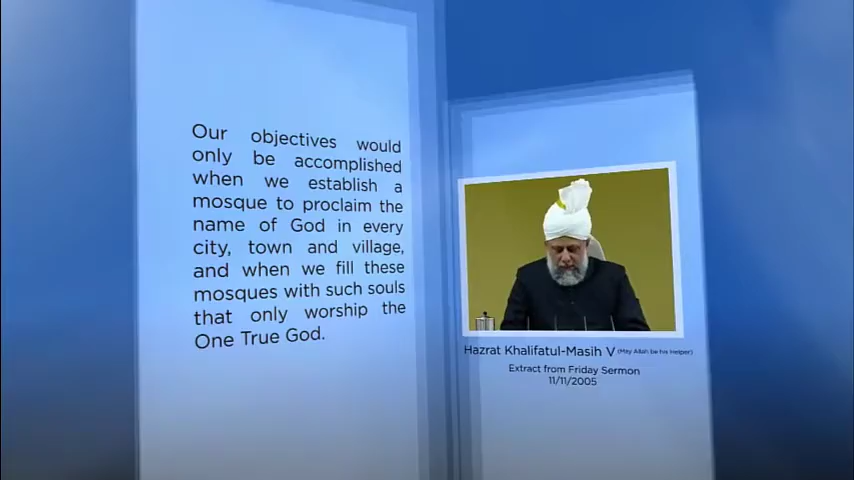 Our objectives would
only be accomplished
when we establish a
mosque to proclaim the
name of God in every
city, town and village,
and when we fill these
mosques with such souls
that only worship the
One True God.
Hazrat Khalifatul-Masih V (May Allah be his helper)
Extract from Friday Sermon
11/11/2005